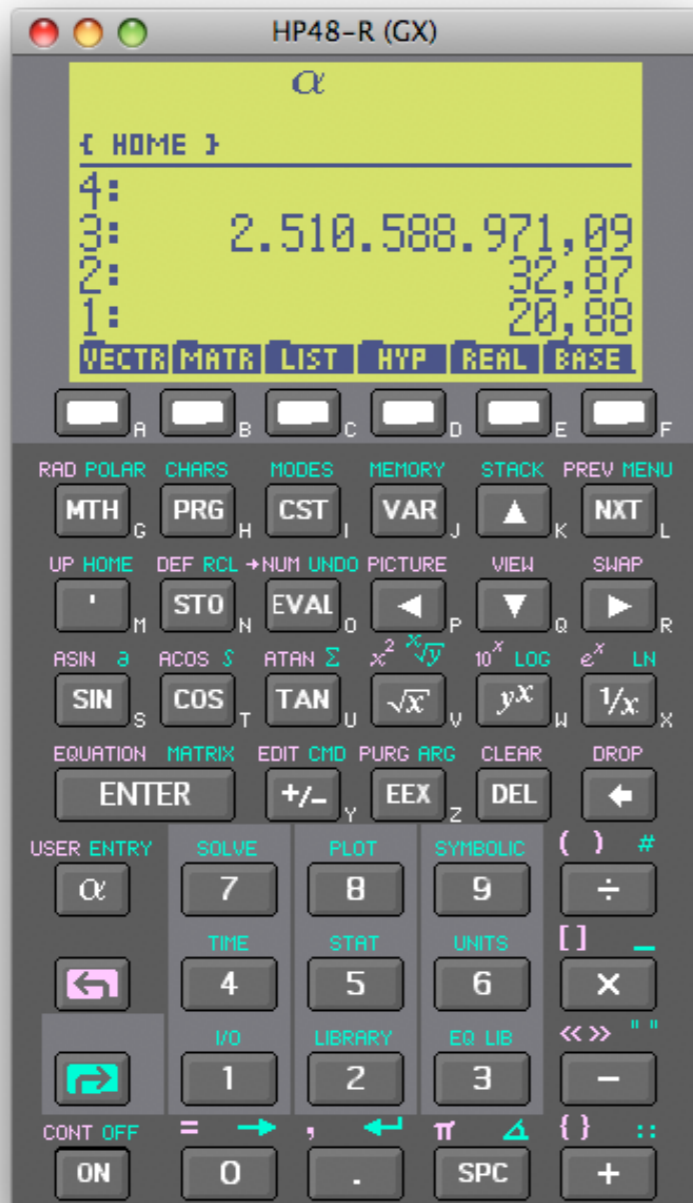 HP48-R (GX)
α
{ HOME }
4:
3: 2.510.588.971,09
2: 32,87
1: 20,88
VECTR MATR LIST HYP REAL BASE
A B C D E F
RAD POLAR CHARS MODES MEMORY STACK PREV MENU
MTH G PRG H CST I VAR J ▲ K NXT L
UP HOME DEF RCL →NUM UNDO PICTURE VIEW SWAP
' M STO N EVAL O ◀ P ▼ Q ▶ R
ASIN ∂ ACOS ∫ ATAN Σ x² ˣ√y 10ˣ LOG eˣ LN
SIN S COS T TAN U √x V yˣ W 1/x X
EQUATION MATRIX EDIT CMD PURG ARG CLEAR DROP
ENTER +/- Y EEX Z DEL ←
USER ENTRY SOLVE PLOT SYMBOLIC ( ) #
α 7 8 9 ÷
TIME STAT UNITS [ ] _
4 5 6 ×
I/O LIBRARY EQ LIB « » " "
1 2 3 −
CONT OFF = → , ↵ π ∡ { } ::
ON 0 . SPC +